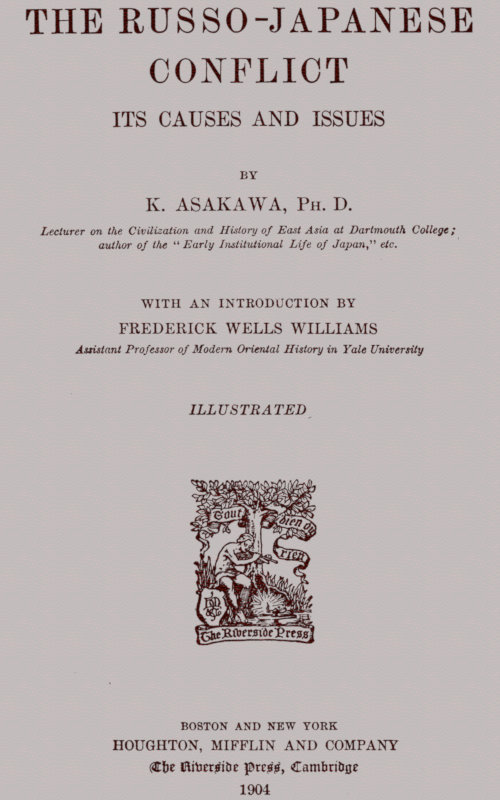 THE RUSSO-JAPANESE
CONFLICT
ITS CAUSES AND ISSUES
BY
K. ASAKAWA, PH. D.
Lecturer on the Civilization and History of East Asia at Dartmouth College;
author of the "Early Institutional Life of Japan," etc.
WITH AN INTRODUCTION BY
FREDERICK WELLS WILLIAMS
Assistant Professor of Modern Oriental History in Yale University
ILLUSTRATED
Tout
bien ou
rien
The Riverside Press
BOSTON AND NEW YORK
HOUGHTON, MIFFLIN AND COMPANY
The Riverside Press, Cambridge
1904